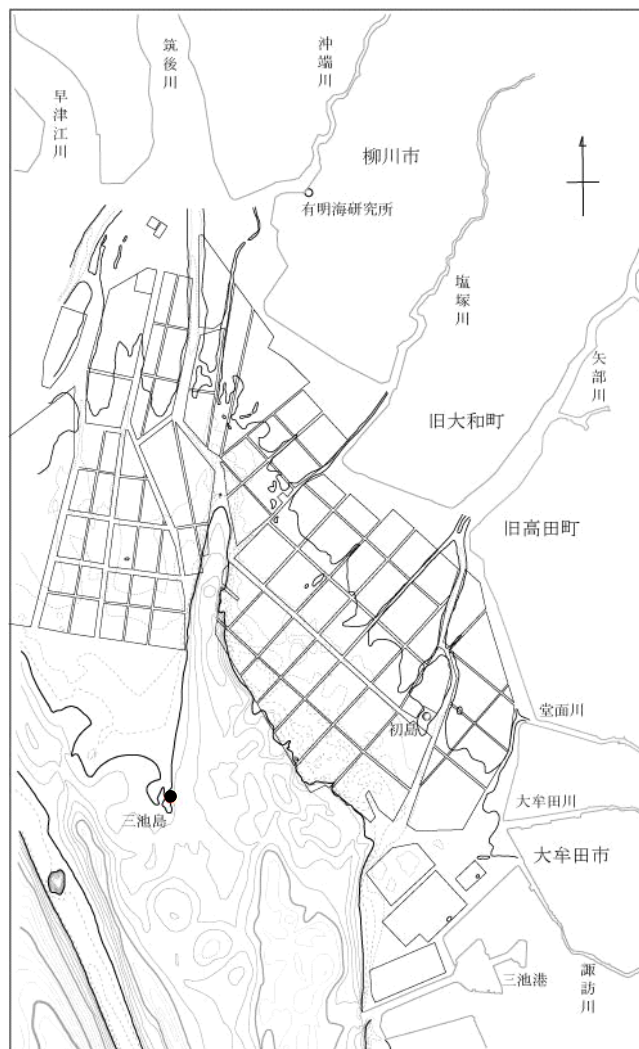 早津江川
筑後川
沖端川
柳川市
有明海研究所
塩塚川
矢部川
旧大和町
旧高田町
初島
堂面川
三池島
大牟田川
大牟田市
三池港
諏訪川